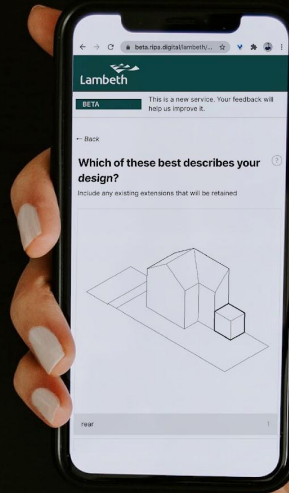 beta.ripa.digital/lambeth/...
Lambeth
BETA
This is a new service. Your feedback will
help us improve it.
← Back
Which of these best describes your
design?
?
Include any existing extensions that will be retained
rear